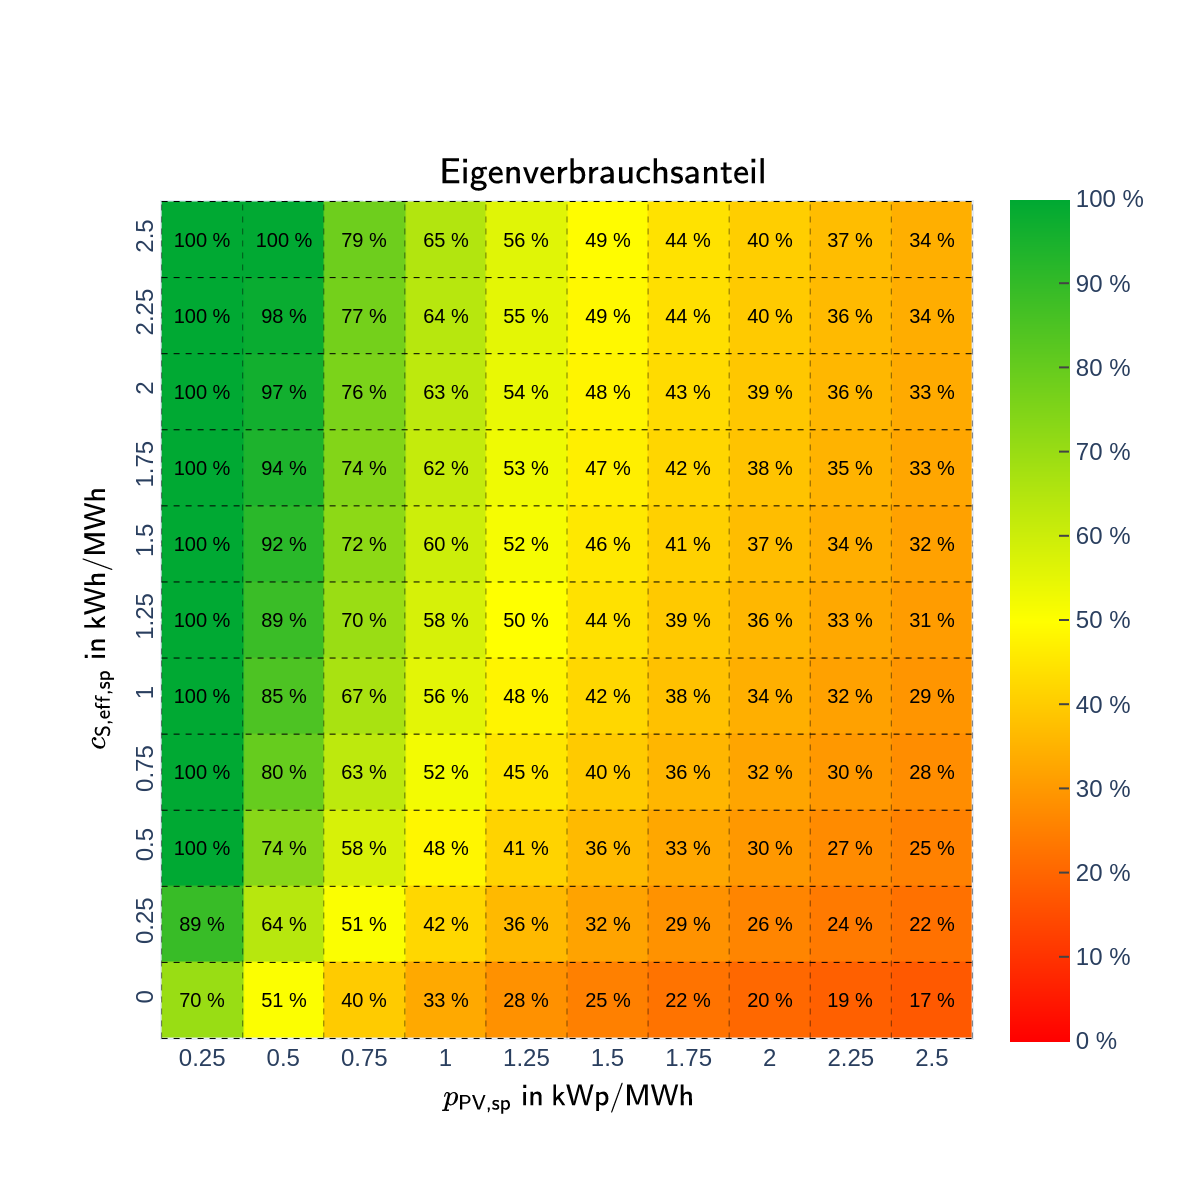 Eigenverbrauchsanteil
2.5 100 % 100 % 79 % 65 % 56 % 49 % 44 % 40 % 37 % 34 %
2.25 100 % 98 % 77 % 64 % 55 % 49 % 44 % 40 % 36 % 34 %
2 100 % 97 % 76 % 63 % 54 % 48 % 43 % 39 % 36 % 33 %
1.75 100 % 94 % 74 % 62 % 53 % 47 % 42 % 38 % 35 % 33 %
1.5 100 % 92 % 72 % 60 % 52 % 46 % 41 % 37 % 34 % 32 %
1.25 100 % 89 % 70 % 58 % 50 % 44 % 39 % 36 % 33 % 31 %
1 100 % 85 % 67 % 56 % 48 % 42 % 38 % 34 % 32 % 29 %
0.75 100 % 80 % 63 % 52 % 45 % 40 % 36 % 32 % 30 % 28 %
0.5 100 % 74 % 58 % 48 % 41 % 36 % 33 % 30 % 27 % 25 %
0.25 89 % 64 % 51 % 42 % 36 % 32 % 29 % 26 % 24 % 22 %
0 70 % 51 % 40 % 33 % 28 % 25 % 22 % 20 % 19 % 17 %
0.25 0.5 0.75 1 1.25 1.5 1.75 2 2.25 2.5
p_PV,sp in kWp/MWh
c_S,eff,sp in kWh/MWh
100 %
90 %
80 %
70 %
60 %
50 %
40 %
30 %
20 %
10 %
0 %